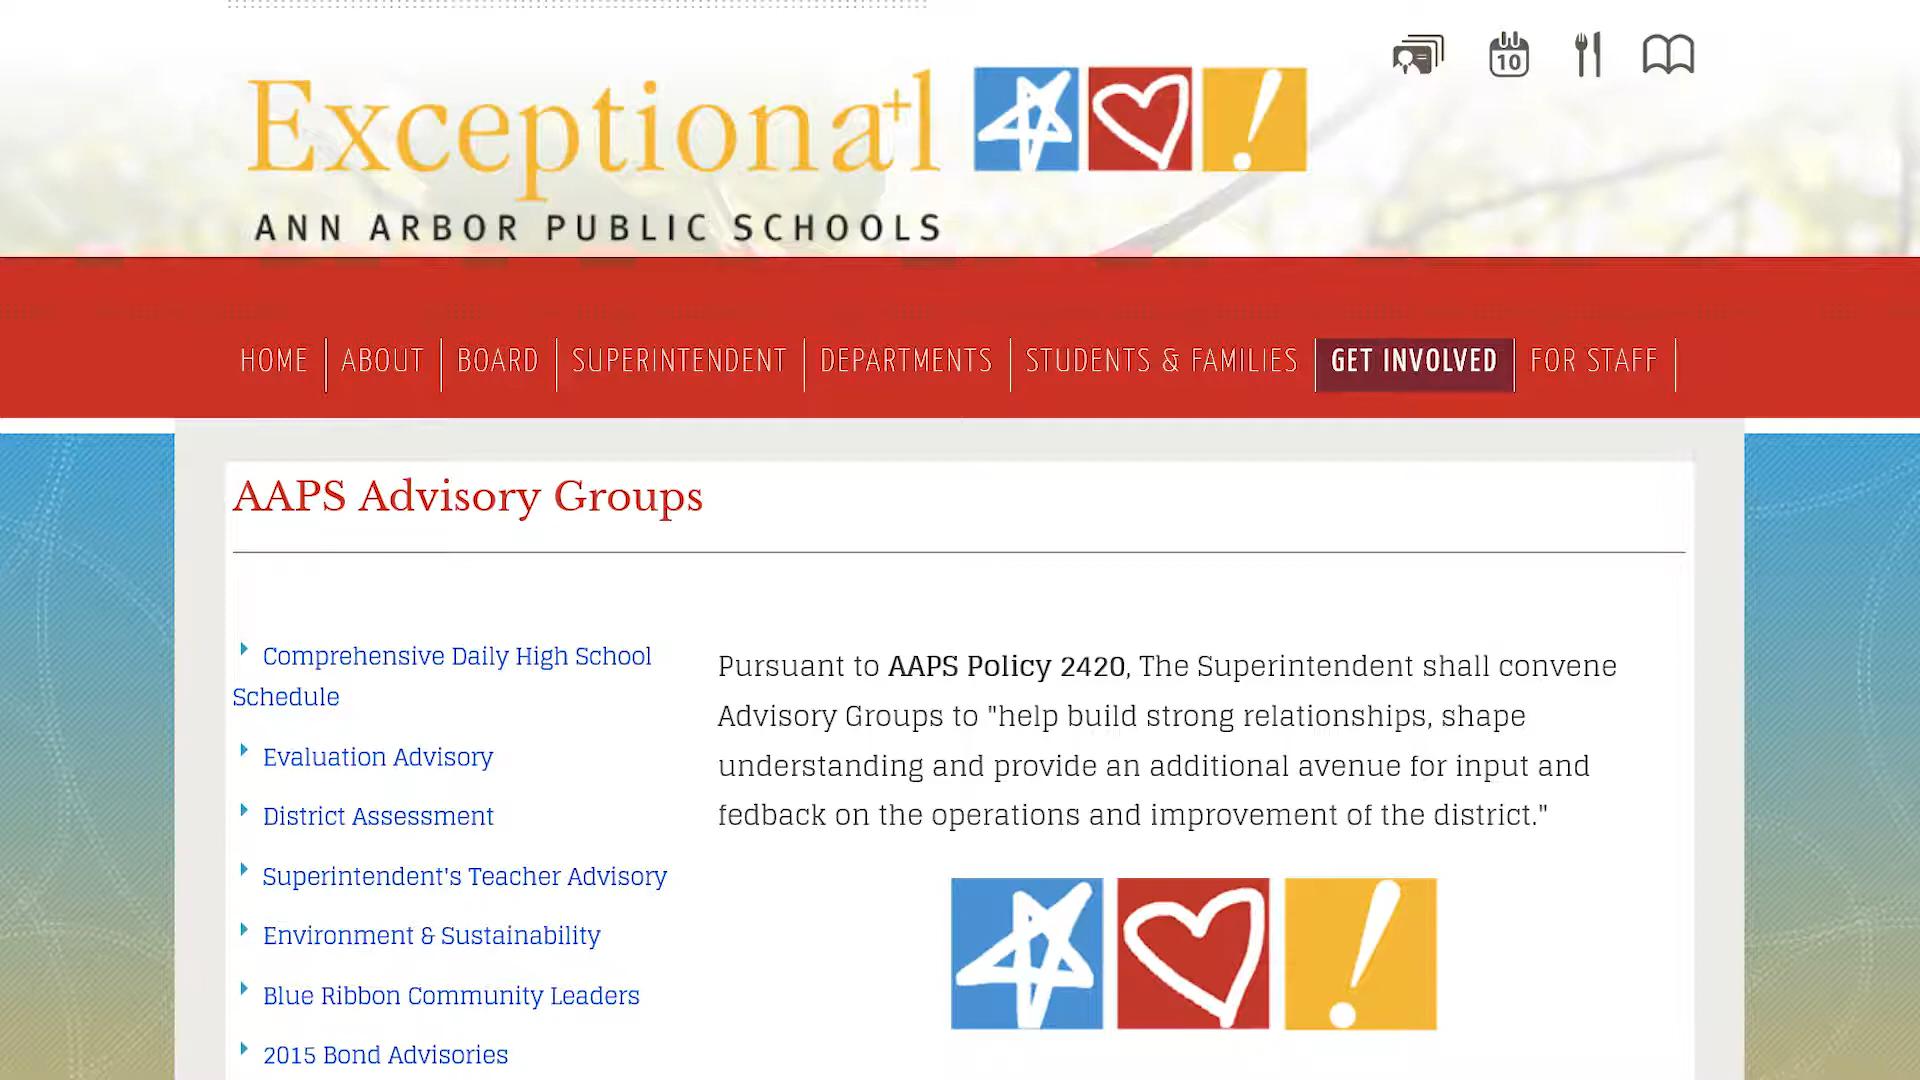 10
Exceptiona+l
ANN ARBOR PUBLIC SCHOOLS
HOME ABOUT BOARD SUPERINTENDENT DEPARTMENTS STUDENTS & FAMILIES GET INVOLVED FOR STAFF
AAPS Advisory Groups
Comprehensive Daily High School
Schedule
Evaluation Advisory
District Assessment
Superintendent's Teacher Advisory
Environment & Sustainability
Blue Ribbon Community Leaders
2015 Bond Advisories
Pursuant to AAPS Policy 2420, The Superintendent shall convene
Advisory Groups to "help build strong relationships, shape
understanding and provide an additional avenue for input and
fedback on the operations and improvement of the district."